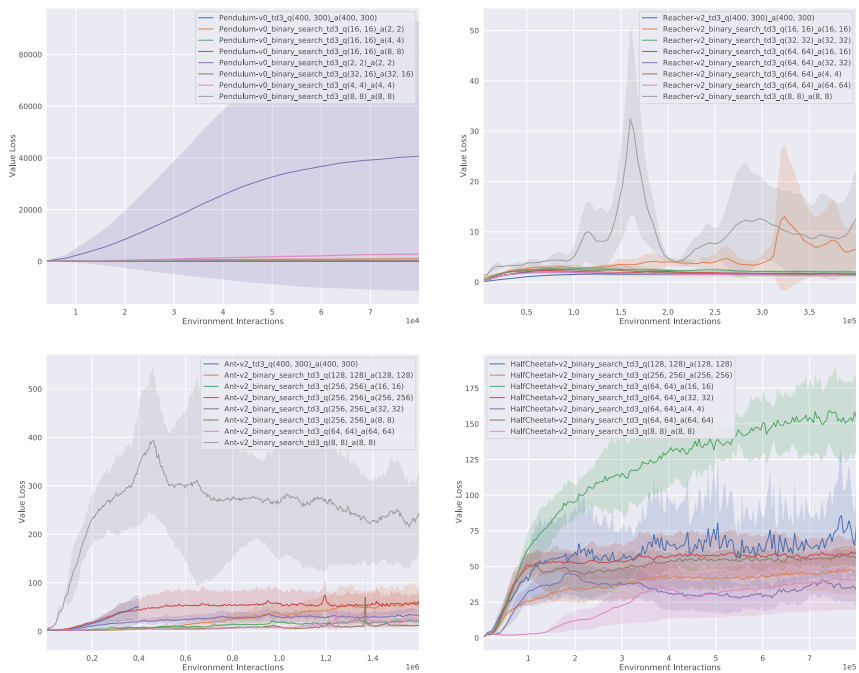 Pendulum-v0_td3_q(400, 300)_a(400, 300)
Pendulum-v0_binary_search_td3_q(16, 16)_a(2, 2)
Pendulum-v0_binary_search_td3_q(16, 16)_a(4, 4)
Pendulum-v0_binary_search_td3_q(16, 16)_a(8, 8)
Pendulum-v0_binary_search_td3_q(2, 2)_a(2, 2)
Pendulum-v0_binary_search_td3_q(32, 16)_a(32, 16)
Pendulum-v0_binary_search_td3_q(4, 4)_a(4, 4)
Pendulum-v0_binary_search_td3_q(8, 8)_a(8, 8)
80000
60000
40000
20000
0
Value Loss
1 2 3 4 5 6 7
1e4
Environment Interactions
Reacher-v2_td3_q(400, 300)_a(400, 300)
Reacher-v2_binary_search_td3_q(16, 16)_a(16, 16)
Reacher-v2_binary_search_td3_q(32, 32)_a(32, 32)
Reacher-v2_binary_search_td3_q(64, 64)_a(16, 16)
Reacher-v2_binary_search_td3_q(64, 64)_a(32, 32)
Reacher-v2_binary_search_td3_q(64, 64)_a(4, 4)
Reacher-v2_binary_search_td3_q(64, 64)_a(64, 64)
Reacher-v2_binary_search_td3_q(8, 8)_a(8, 8)
50
40
30
20
10
0
Value Loss
0.5 1.0 1.5 2.0 2.5 3.0 3.5
1e5
Environment Interactions
Ant-v2_td3_q(400, 300)_a(400, 300)
Ant-v2_binary_search_td3_q(128, 128)_a(128, 128)
Ant-v2_binary_search_td3_q(256, 256)_a(16, 16)
Ant-v2_binary_search_td3_q(256, 256)_a(256, 256)
Ant-v2_binary_search_td3_q(256, 256)_a(32, 32)
Ant-v2_binary_search_td3_q(256, 256)_a(8, 8)
Ant-v2_binary_search_td3_q(64, 64)_a(64, 64)
Ant-v2_binary_search_td3_q(8, 8)_a(8, 8)
500
400
300
200
100
0
Value Loss
0.2 0.4 0.6 0.8 1.0 1.2 1.4
1e6
Environment Interactions
HalfCheetah-v2_binary_search_td3_q(128, 128)_a(128, 128)
HalfCheetah-v2_binary_search_td3_q(256, 256)_a(256, 256)
HalfCheetah-v2_binary_search_td3_q(64, 64)_a(16, 16)
HalfCheetah-v2_binary_search_td3_q(64, 64)_a(32, 32)
HalfCheetah-v2_binary_search_td3_q(64, 64)_a(4, 4)
HalfCheetah-v2_binary_search_td3_q(64, 64)_a(64, 64)
HalfCheetah-v2_binary_search_td3_q(8, 8)_a(8, 8)
175
150
125
100
75
50
25
0
Value Loss
1 2 3 4 5 6 7
1e5
Environment Interactions